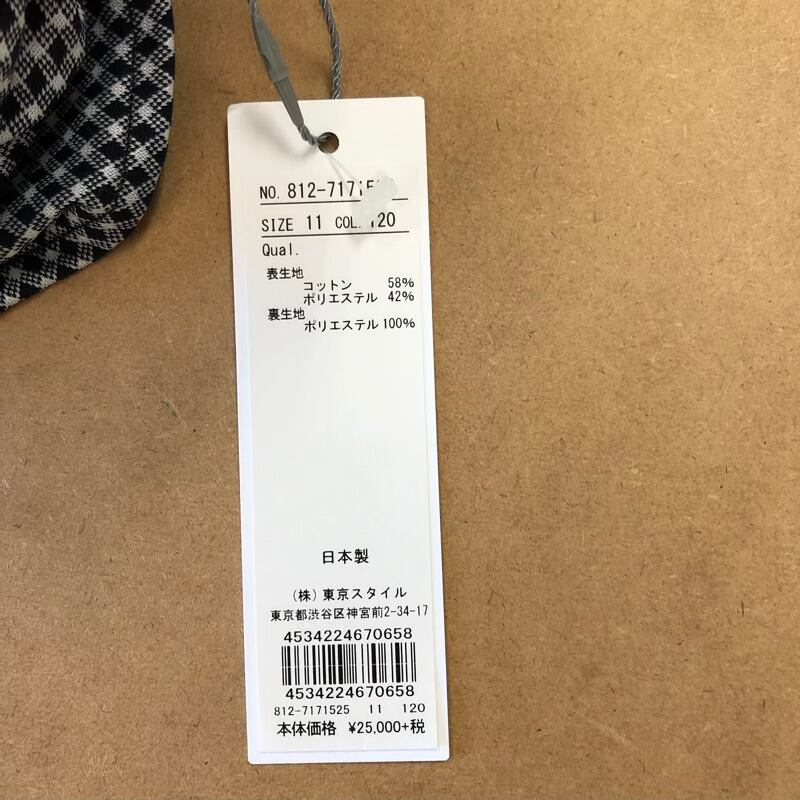 NO. 812-71715
SIZE 11 COL. 120
Qual.
表生地
コットン 58%
ポリエステル 42%
裏生地
ポリエステル 100%
日本製
(株)東京スタイル
東京都渋谷区神宮前2-34-17
4534224670658
4534224670658
812-7171525 11 120
本体価格 ¥25,000+税